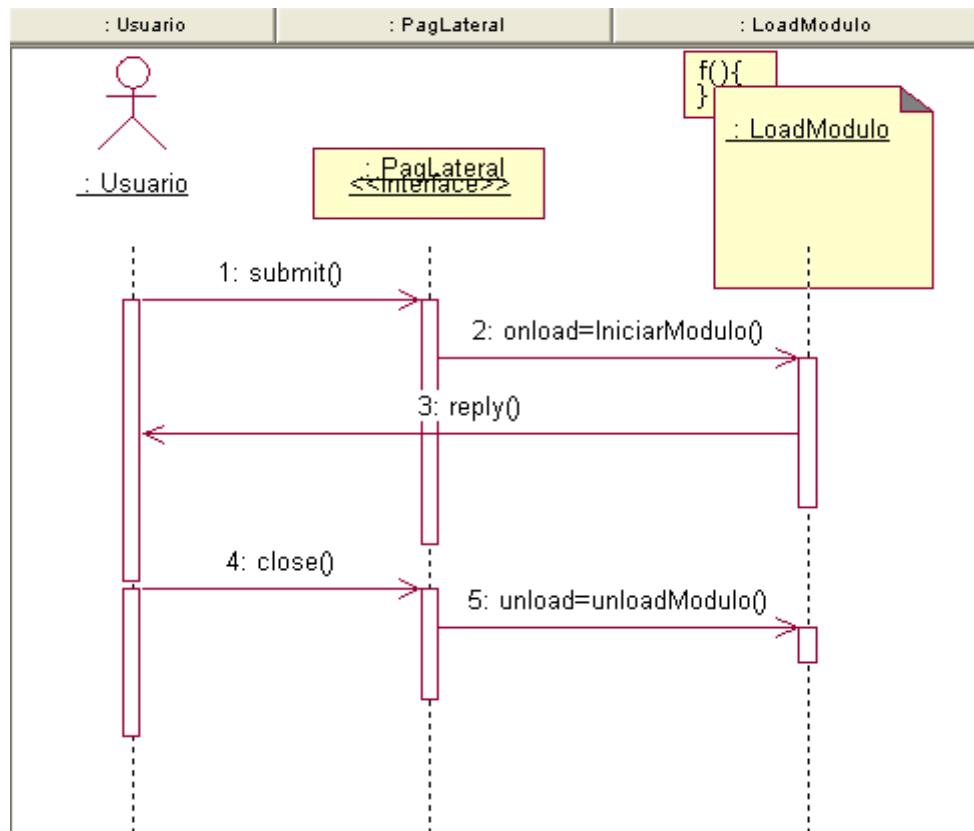 : Usuario
: PagLateral
: LoadModulo
f(){
}
: LoadModulo
: Usuario
: PagLateral
<<Interface>>
1: submit()
2: onload=IniciarModulo()
3: reply()
4: close()
5: unload=unloadModulo()